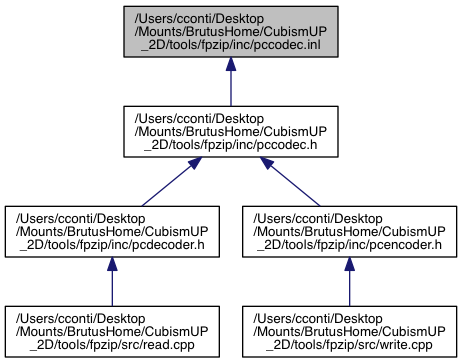 /Users/cconti/Desktop
/Mounts/BrutusHome/CubismUP
_2D/tools/fpzip/inc/pccodec.inl
/Users/cconti/Desktop
/Mounts/BrutusHome/CubismUP
_2D/tools/fpzip/inc/pccodec.h
/Users/cconti/Desktop
/Mounts/BrutusHome/CubismUP
_2D/tools/fpzip/inc/pcdecoder.h
/Users/cconti/Desktop
/Mounts/BrutusHome/CubismUP
_2D/tools/fpzip/inc/pcencoder.h
/Users/cconti/Desktop
/Mounts/BrutusHome/CubismUP
_2D/tools/fpzip/src/read.cpp
/Users/cconti/Desktop
/Mounts/BrutusHome/CubismUP
_2D/tools/fpzip/src/write.cpp